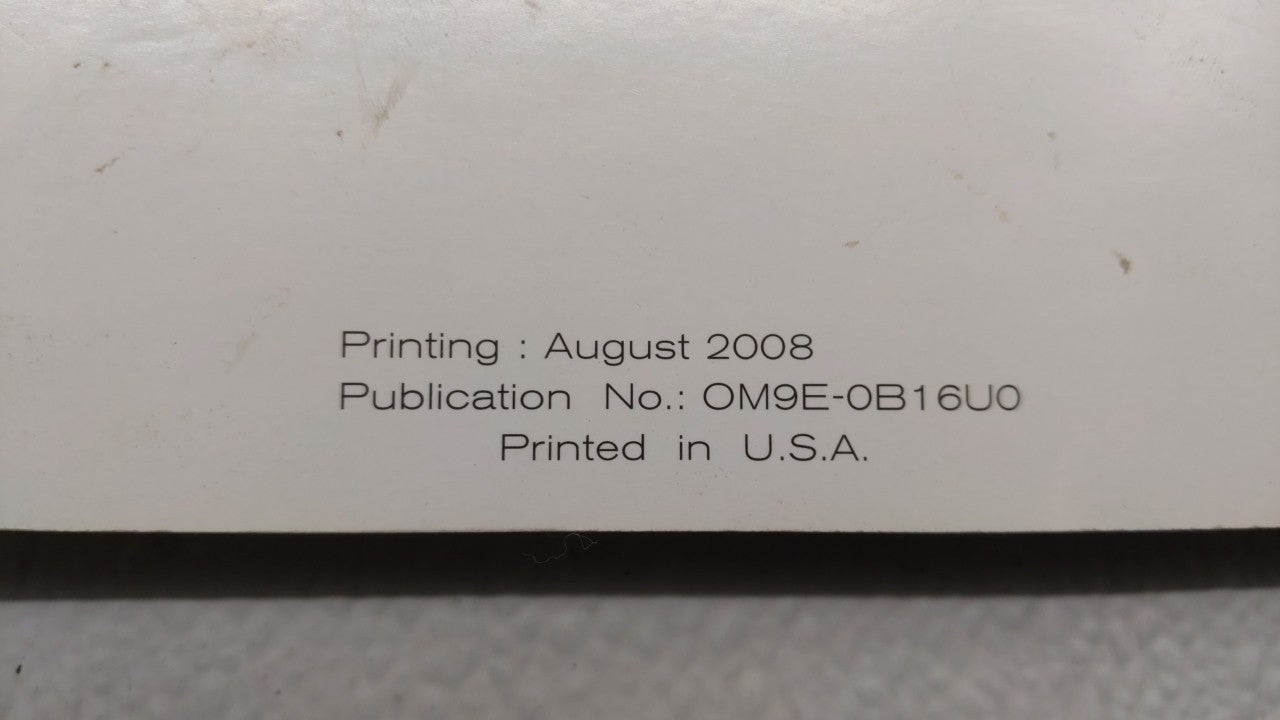 Printing : August 2008
Publication No.: OM9E-0B16U0
Printed in U.S.A.